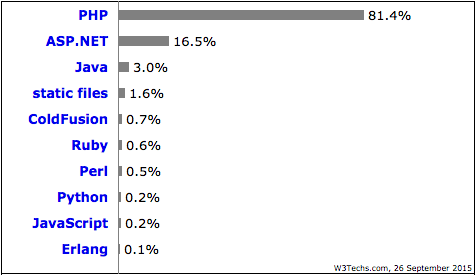 PHP 81.4%
ASP.NET 16.5%
Java 3.0%
static files 1.6%
ColdFusion 0.7%
Ruby 0.6%
Perl 0.5%
Python 0.2%
JavaScript 0.2%
Erlang 0.1%
W3Techs.com, 26 September 2015